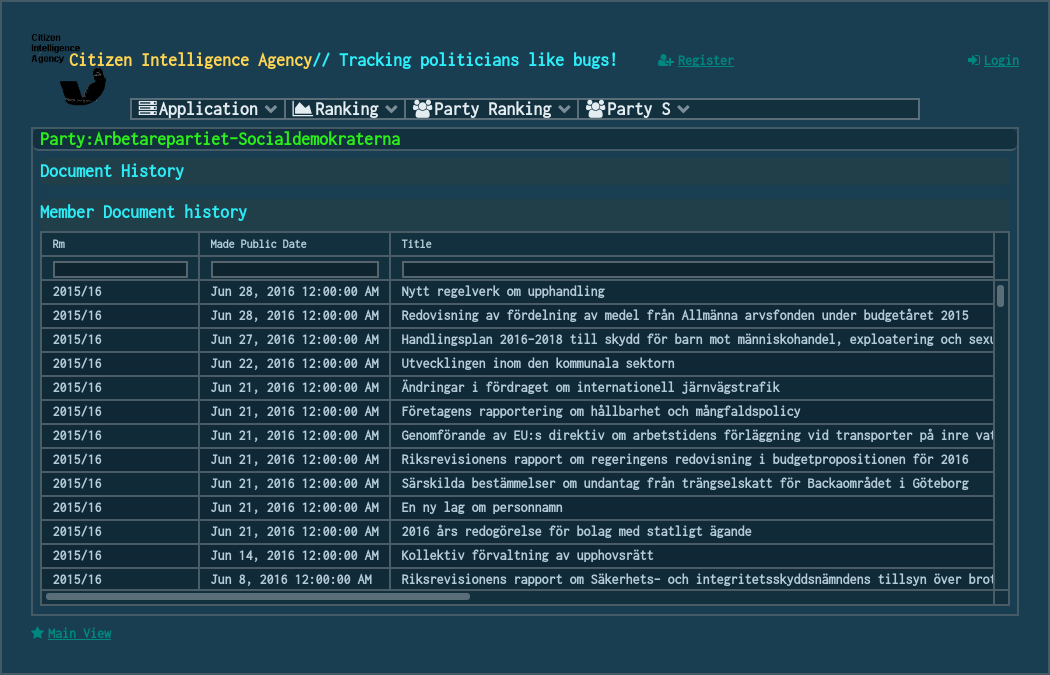 Citizen
Intelligence
Agency
Citizen Intelligence Agency// Tracking politicians like bugs!
Register
Login
Application Ranking Party Ranking Party S
Party:Arbetarepartiet-Socialdemokraterna
Document History
Member Document history
Rm Made Public Date Title
2015/16 Jun 28, 2016 12:00:00 AM Nytt regelverk om upphandling
2015/16 Jun 28, 2016 12:00:00 AM Redovisning av fördelning av medel från Allmänna arvsfonden under budgetåret 2015
2015/16 Jun 27, 2016 12:00:00 AM Handlingsplan 2016-2018 till skydd för barn mot människohandel, exploatering och sexu
2015/16 Jun 22, 2016 12:00:00 AM Utvecklingen inom den kommunala sektorn
2015/16 Jun 21, 2016 12:00:00 AM Ändringar i fördraget om internationell järnvägstrafik
2015/16 Jun 21, 2016 12:00:00 AM Företagens rapportering om hållbarhet och mångfaldspolicy
2015/16 Jun 21, 2016 12:00:00 AM Genomförande av EU:s direktiv om arbetstidens förläggning vid transporter på inre vat
2015/16 Jun 21, 2016 12:00:00 AM Riksrevisionens rapport om regeringens redovisning i budgetpropositionen för 2016
2015/16 Jun 21, 2016 12:00:00 AM Särskilda bestämmelser om undantag från trängselskatt för Backaområdet i Göteborg
2015/16 Jun 21, 2016 12:00:00 AM En ny lag om personnamn
2015/16 Jun 21, 2016 12:00:00 AM 2016 års redogörelse för bolag med statligt ägande
2015/16 Jun 14, 2016 12:00:00 AM Kollektiv förvaltning av upphovsrätt
2015/16 Jun 8, 2016 12:00:00 AM Riksrevisionens rapport om Säkerhets- och integritetsskyddsnämndens tillsyn över brot
Main View